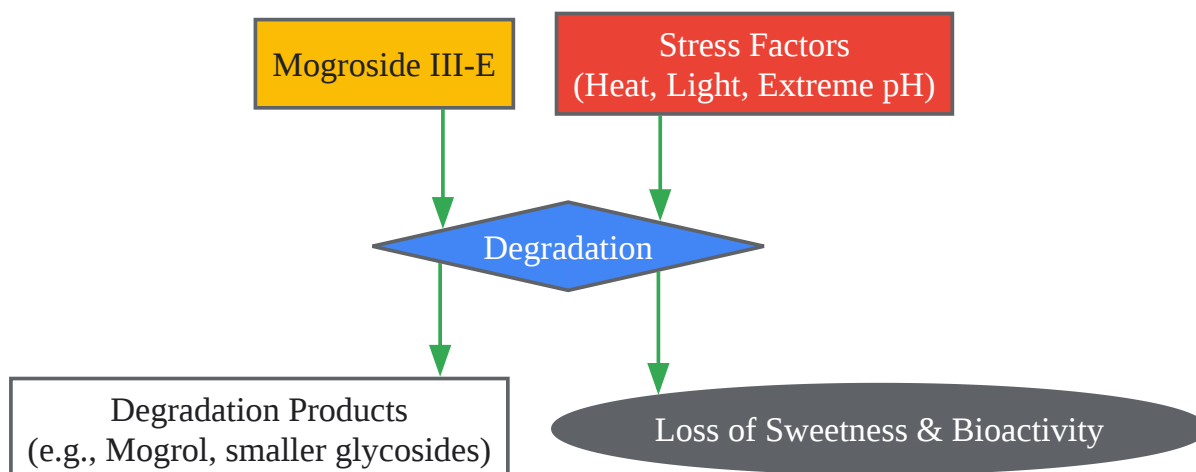 Mogroside III-E
Stress Factors
(Heat, Light, Extreme pH)
Degradation
Degradation Products
(e.g., Mogrol, smaller glycosides)
Loss of Sweetness & Bioactivity